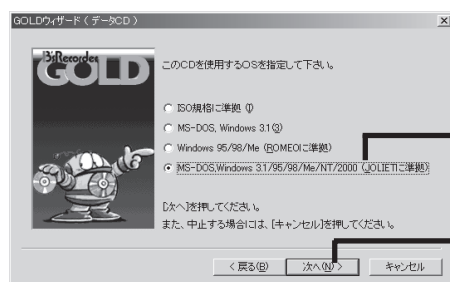 GOLDウィザード（データCD）
B's Recorder
GOLD
このCDを使用するOSを指定して下さい。
ISO規格に準拠 (I)
MS-DOS, Windows 3.1(3)
Windows 95/98/Me (ROMEOに準拠)
MS-DOS,Windows 3.1/95/98/Me/NT/2000 (JOLIETに準拠)
[次へ]を押してください。
また、中止する場合には、[キャンセル]を押してください。
< 戻る(B) 次へ(N) > キャンセル